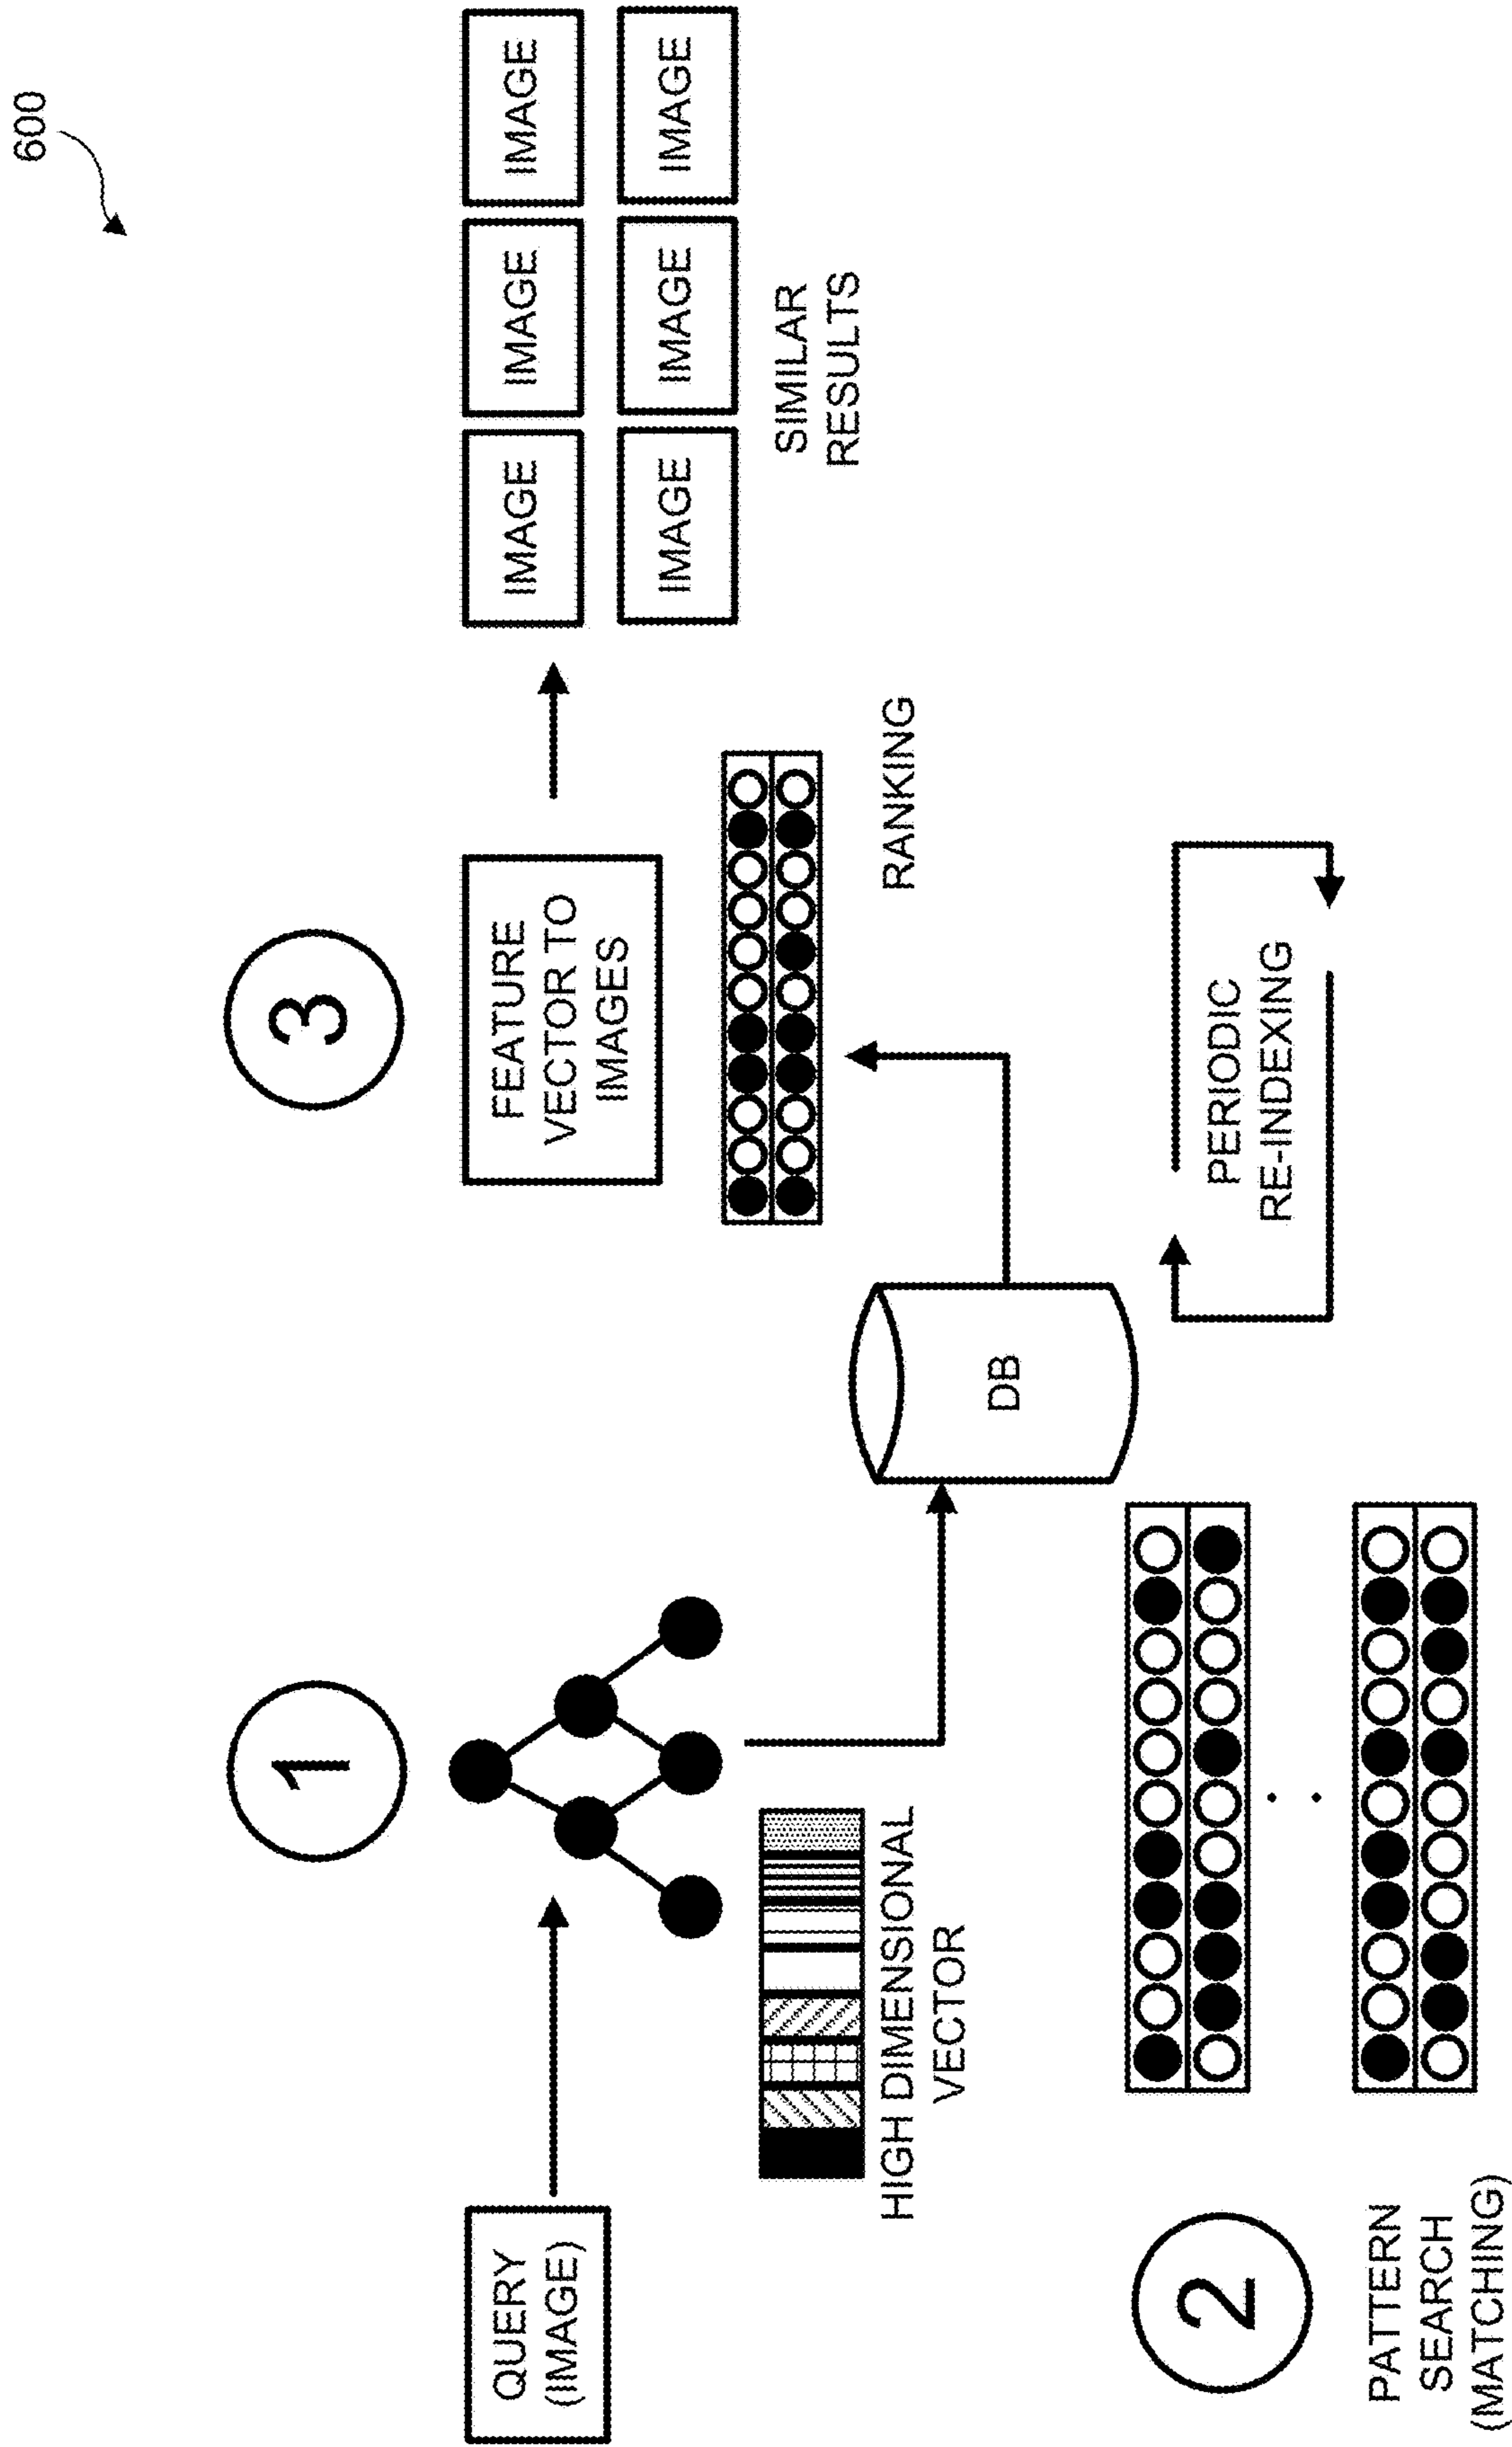 600
1
3
QUERY
(IMAGE)
FEATURE
VECTOR TO
IMAGES
IMAGE
IMAGE
IMAGE
IMAGE
IMAGE
IMAGE
HIGH DIMENSIONAL
VECTOR
RANKING
SIMILAR
RESULTS
DB
2
PATTERN
SEARCH
(MATCHING)
PERIODIC
RE-INDEXING